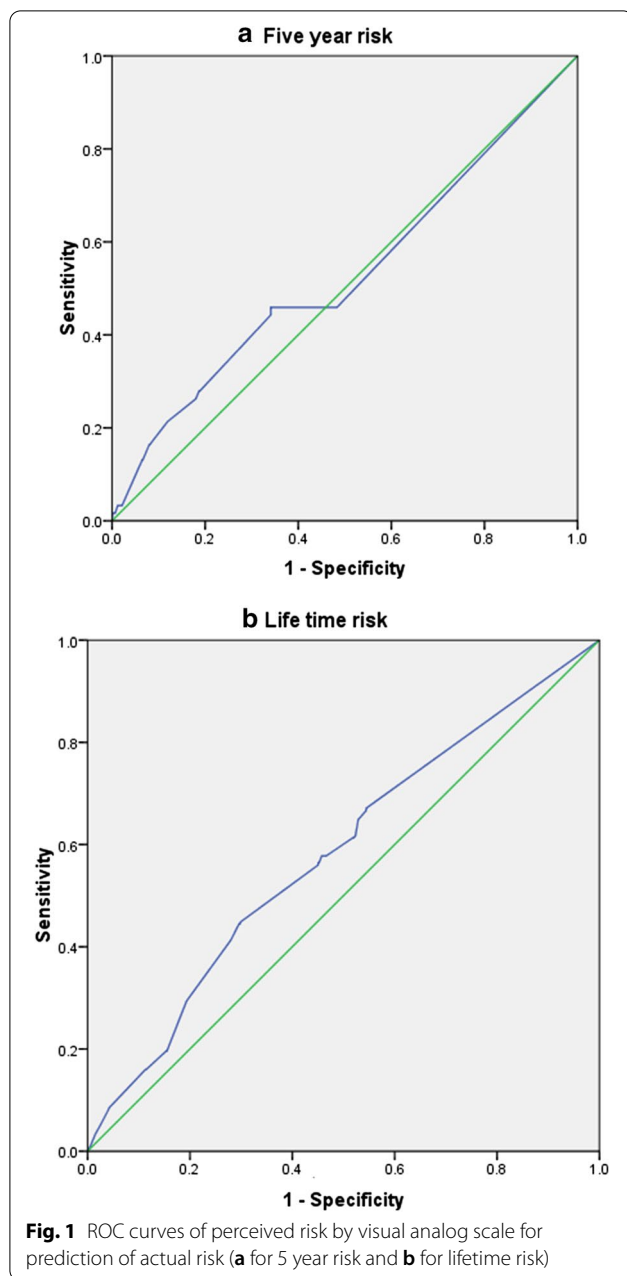 a Five year risk
1.0
0.8
0.6
0.4
0.2
0.0
Sensitivity
0.0 0.2 0.4 0.6 0.8 1.0
1 - Specificity
b Life time risk
1.0
0.8
0.6
0.4
0.2
0.0
Sensitivity
0.0 0.2 0.4 0.6 0.8 1.0
1 - Specificity
Fig. 1 ROC curves of perceived risk by visual analog scale for
prediction of actual risk (a for 5 year risk and b for lifetime risk)